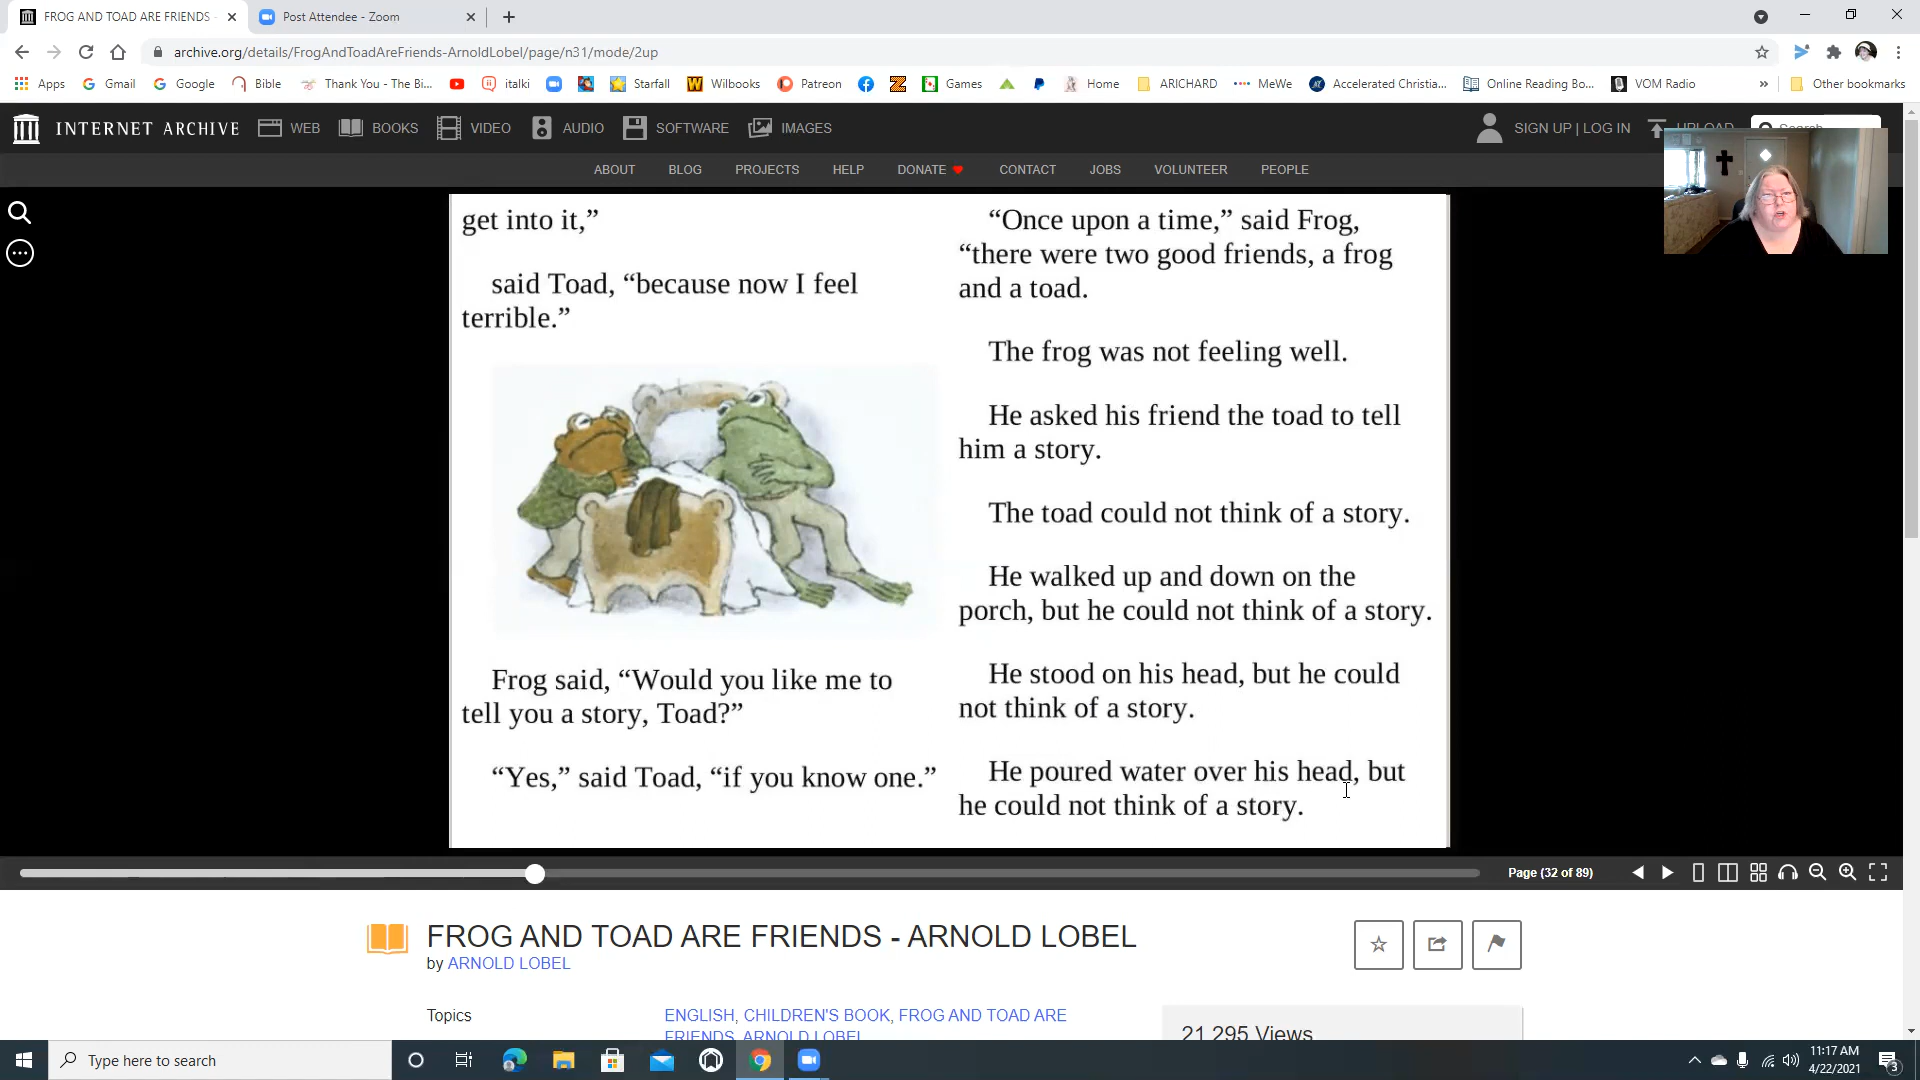 FROG AND TOAD ARE FRIENDS -
Post Attendee - Zoom
archive.org/details/FrogAndToadAreFriends-ArnoldLobel/page/n31/mode/2up
Apps Gmail Google Bible Thank You - The Bi... italki Starfall Wilbooks Patreon Games Home ARICHARD MeWe Accelerated Christia... Online Reading Bo... VOM Radio » Other bookmarks
INTERNET ARCHIVE WEB BOOKS VIDEO AUDIO SOFTWARE IMAGES SIGN UP | LOG IN UPLOAD Search
ABOUT BLOG PROJECTS HELP DONATE CONTACT JOBS VOLUNTEER PEOPLE
get into it,”
said Toad, “because now I feel
terrible.”
Frog said, “Would you like me to
tell you a story, Toad?”
“Yes,” said Toad, “if you know one.”
“Once upon a time,” said Frog,
“there were two good friends, a frog
and a toad.
The frog was not feeling well.
He asked his friend the toad to tell
him a story.
The toad could not think of a story.
He walked up and down on the
porch, but he could not think of a story.
He stood on his head, but he could
not think of a story.
He poured water over his head, but
he could not think of a story.
Page (32 of 89)
FROG AND TOAD ARE FRIENDS - ARNOLD LOBEL
by ARNOLD LOBEL
Topics ENGLISH, CHILDREN'S BOOK, FROG AND TOAD ARE
FRIENDS, ARNOLD LOBEL
21,295 Views
Type here to search
11:17 AM
4/22/2021
3